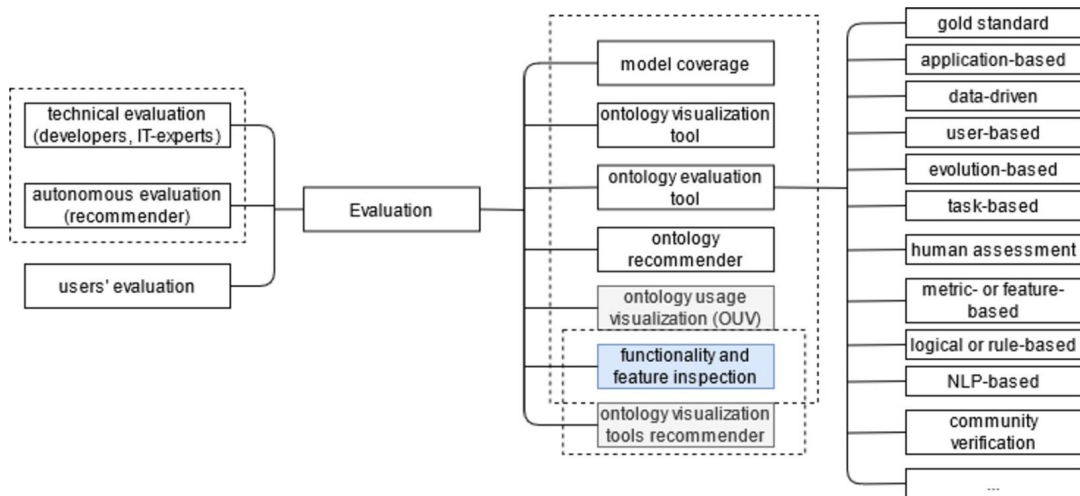 technical evaluation
(developers, IT-experts)
autonomous evaluation
(recommender)
users' evaluation
Evaluation
model coverage
ontology visualization
tool
ontology evaluation
tool
ontology
recommender
ontology usage
visualization (OUV)
functionality and
feature inspection
ontology visualization
tools recommender
gold standard
application-based
data-driven
user-based
evolution-based
task-based
human assessment
metric- or feature-
based
logical or rule-based
NLP-based
community
verification
...